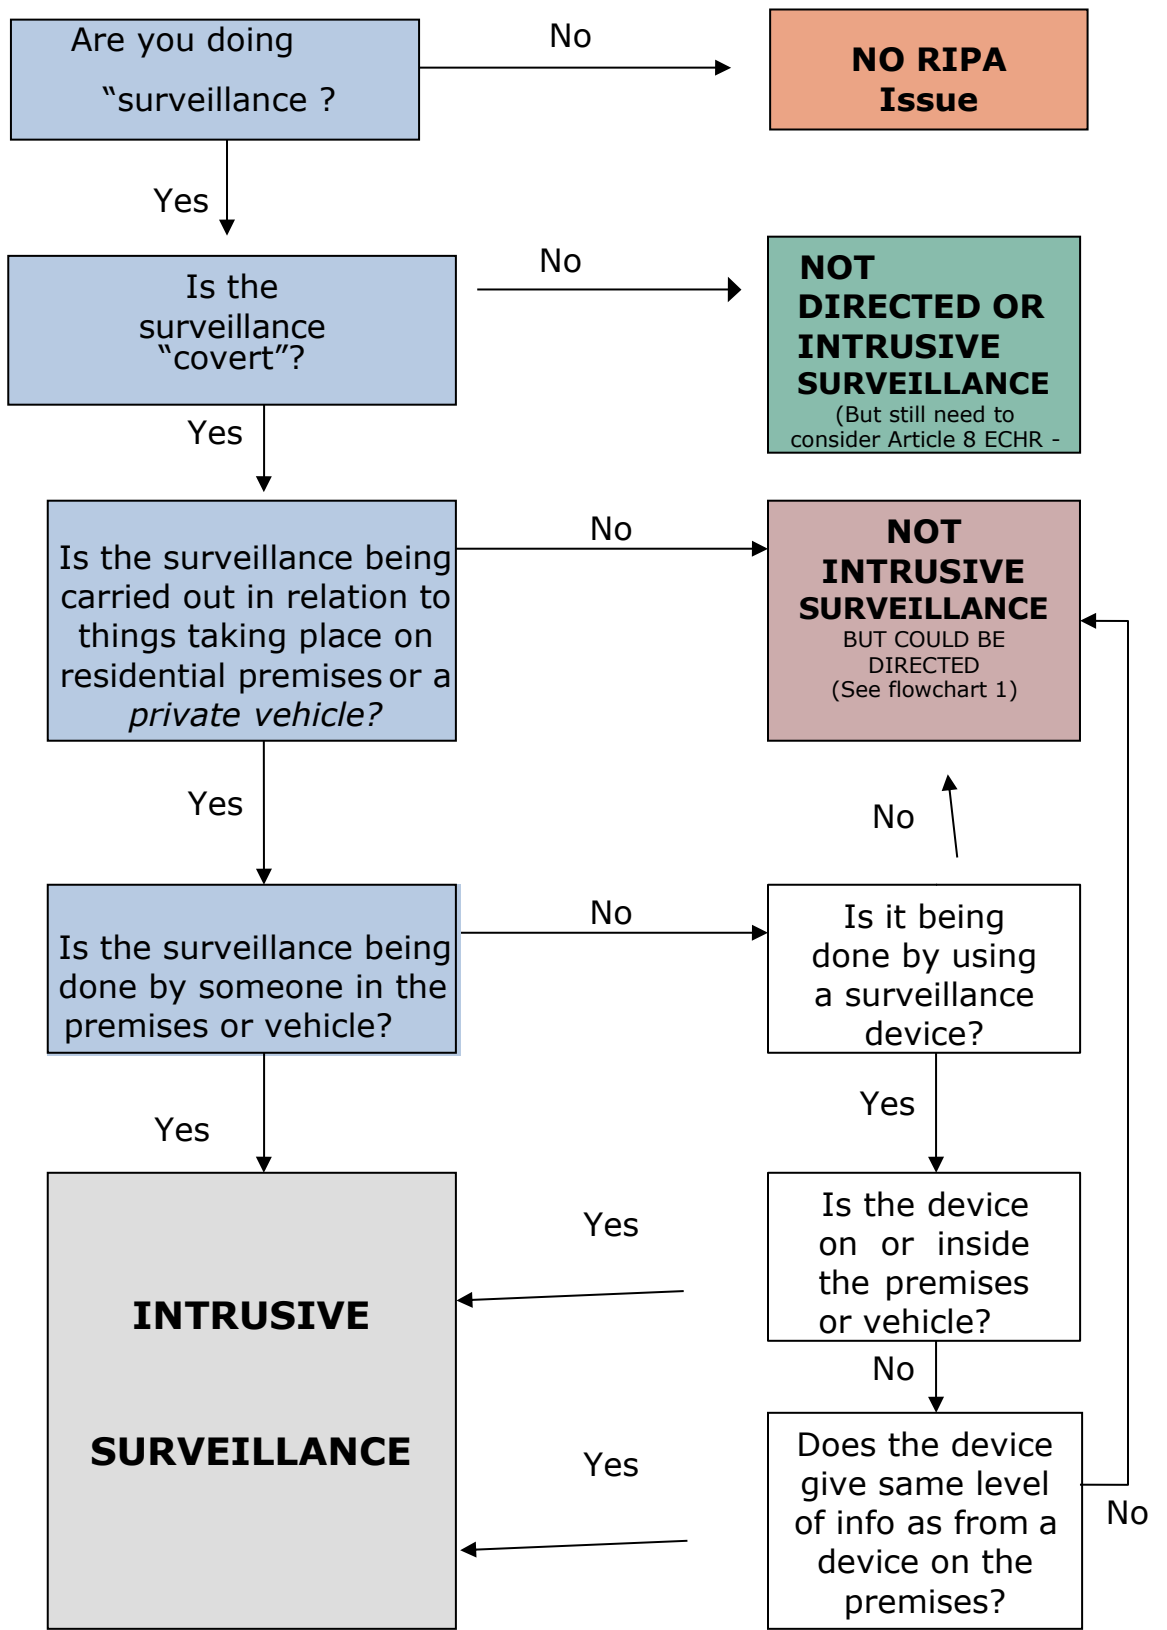 Are you doing
“surveillance ?
No
NO RIPA
Issue
Yes
Is the
surveillance
“covert”?
No
NOT
DIRECTED OR
INTRUSIVE
SURVEILLANCE
(But still need to
consider Article 8 ECHR -
Yes
Is the surveillance being
carried out in relation to
things taking place on
residential premises or a
private vehicle?
No
NOT
INTRUSIVE
SURVEILLANCE
BUT COULD BE
DIRECTED
(See flowchart 1)
Yes
No
Is the surveillance being
done by someone in the
premises or vehicle?
No
Is it being
done by using
a surveillance
device?
Yes
Yes
INTRUSIVE
SURVEILLANCE
Yes
Is the device
on or inside
the premises
or vehicle?
No
Yes
Does the device
give same level
of info as from a
device on the
premises?
No